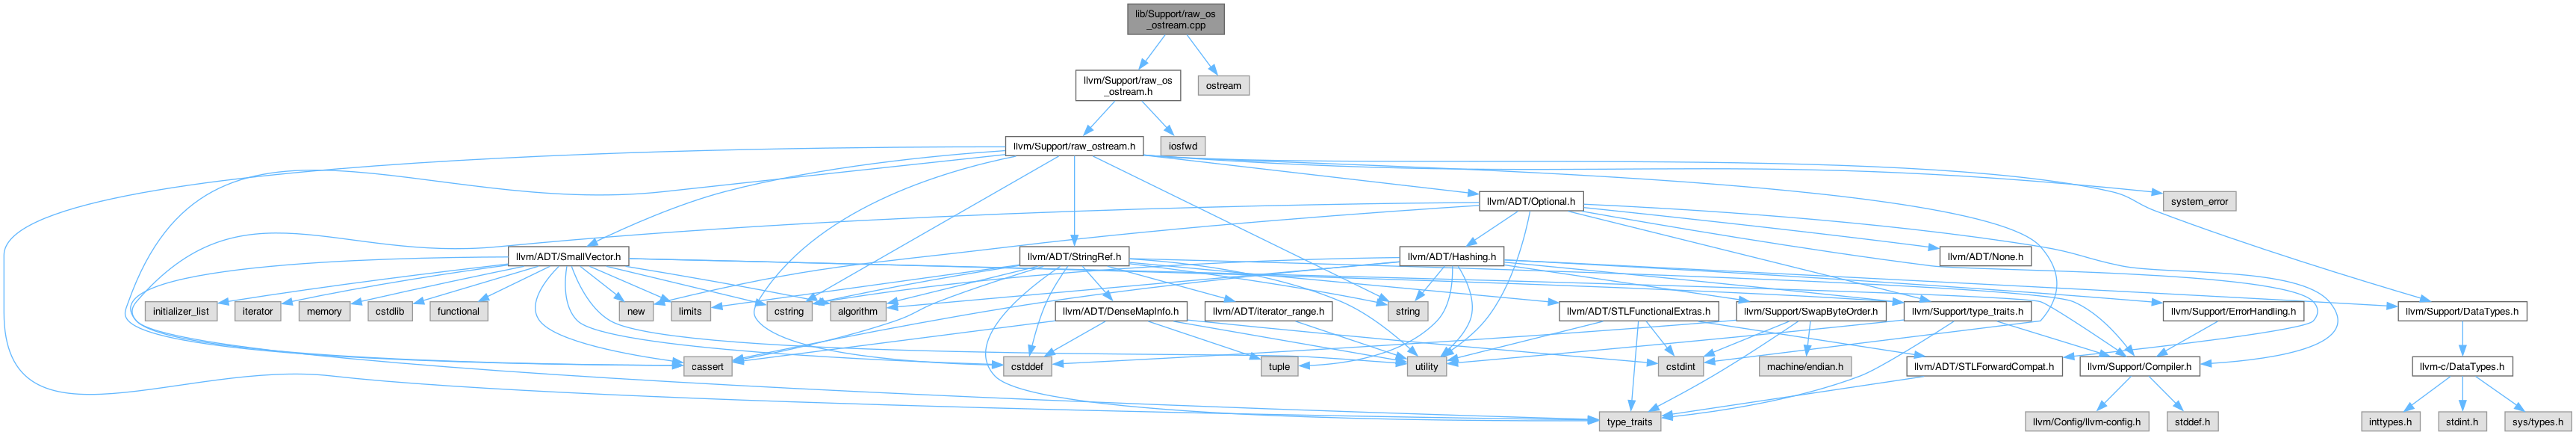 lib/Support/raw_os
_ostream.cpp
llvm/Support/raw_os
_ostream.h
ostream
llvm/Support/raw_ostream.h
iosfwd
llvm/ADT/Optional.h
system_error
llvm/ADT/SmallVector.h
llvm/ADT/StringRef.h
llvm/ADT/Hashing.h
llvm/ADT/None.h
initializer_list
iterator
memory
cstdlib
functional
new
limits
cstring
algorithm
llvm/ADT/DenseMapInfo.h
llvm/ADT/iterator_range.h
string
llvm/ADT/STLFunctionalExtras.h
llvm/Support/SwapByteOrder.h
llvm/Support/type_traits.h
llvm/Support/ErrorHandling.h
llvm/Support/DataTypes.h
cassert
cstddef
tuple
utility
cstdint
machine/endian.h
llvm/ADT/STLForwardCompat.h
llvm/Support/Compiler.h
llvm-c/DataTypes.h
type_traits
llvm/Config/llvm-config.h
stddef.h
inttypes.h
stdint.h
sys/types.h